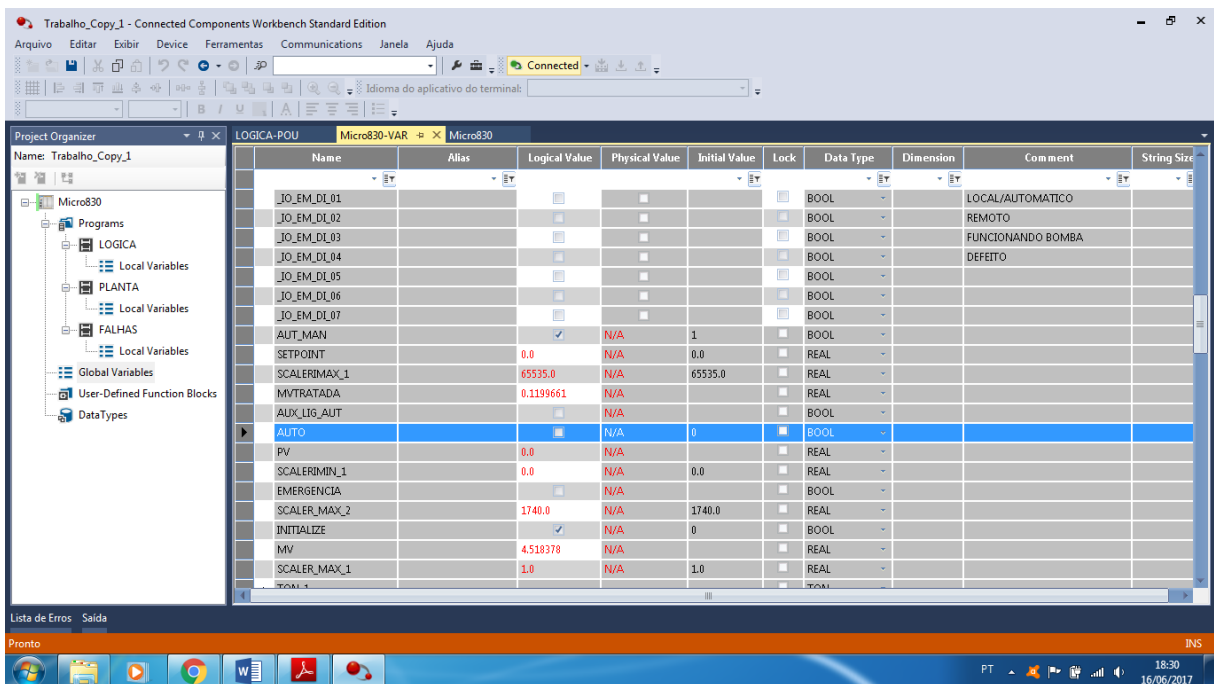 Trabalho_Copy_1 - Connected Components Workbench Standard Edition
Arquivo Editar Exibir Device Ferramentas Communications Janela Ajuda
Connected
Idioma do aplicativo do terminal:
B I U A
Project Organizer
LOGICA-POU Micro830-VAR Micro830
Name: Trabalho_Copy_1
Micro830
Programs
LOGICA
Local Variables
PLANTA
Local Variables
FALHAS
Local Variables
Global Variables
User-Defined Function Blocks
DataTypes
Name Alias Logical Value Physical Value Initial Value Lock Data Type Dimension Comment String Size
_IO_EM_DI_01 BOOL LOCAL/AUTOMATICO
_IO_EM_DI_02 BOOL REMOTO
_IO_EM_DI_03 BOOL FUNCIONANDO BOMBA
_IO_EM_DI_04 BOOL DEFEITO
_IO_EM_DI_05 BOOL
_IO_EM_DI_06 BOOL
_IO_EM_DI_07 BOOL
AUT_MAN N/A 1 BOOL
SETPOINT 0.0 N/A 0.0 REAL
SCALERIMAX_1 65535.0 N/A 65535.0 REAL
MVTRATADA 0.1199661 N/A REAL
AUX_LIG_AUT N/A BOOL
AUTO N/A 0 BOOL
PV 0.0 N/A REAL
SCALERIMIN_1 0.0 N/A 0.0 REAL
EMERGENCIA N/A BOOL
SCALER_MAX_2 1740.0 N/A 1740.0 REAL
INITIALIZE N/A 0 BOOL
MV 4.518378 N/A REAL
SCALER_MAX_1 1.0 N/A 1.0 REAL
TON_1 N/A TON
Lista de Erros Saída
Pronto INS
PT 18:30
16/06/2017